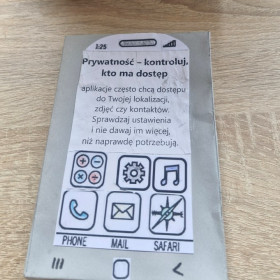 1:25
Prywatność – kontroluj,
kto ma dostęp
aplikacje często chcą dostępu
do Twojej lokalizacji,
zdjęć czy kontaktów.
Sprawdzaj ustawienia
i nie dawaj im więcej,
niż naprawdę potrzebują.
PHONE MAIL SAFARI